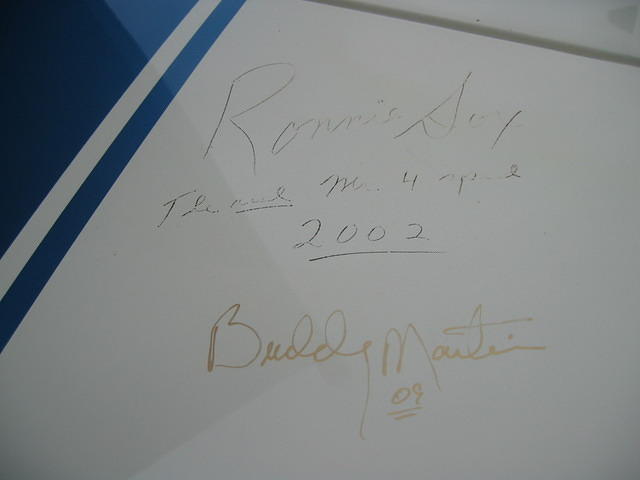 Ronnie Sox
The real Mr. 4 speed
2002
Buddy Martin
09